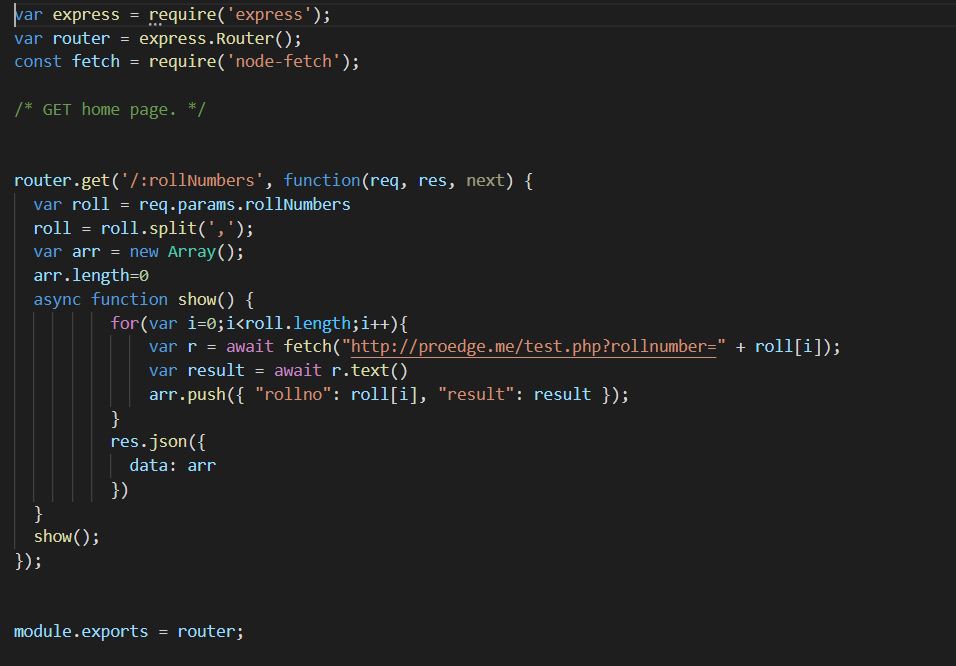 var express = require('express');
var router = express.Router();
const fetch = require('node-fetch');
/* GET home page. */
router.get('/:rollNumbers', function(req, res, next) {
var roll = req.params.rollNumbers
roll = roll.split(',');
var arr = new Array();
arr.length=0
async function show() {
for(var i=0;i<roll.length;i++){
var r = await fetch("http://proedge.me/test.php?rollnumber=" + roll[i]);
var result = await r.text()
arr.push({ "rollno": roll[i], "result": result });
}
res.json({
data: arr
})
}
show();
});
module.exports = router;